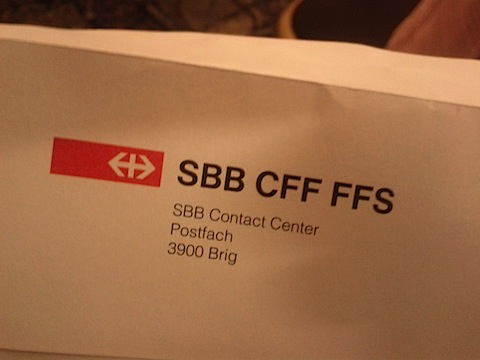 SBB CFF FFS
SBB Contact Center
Postfach
3900 Brig